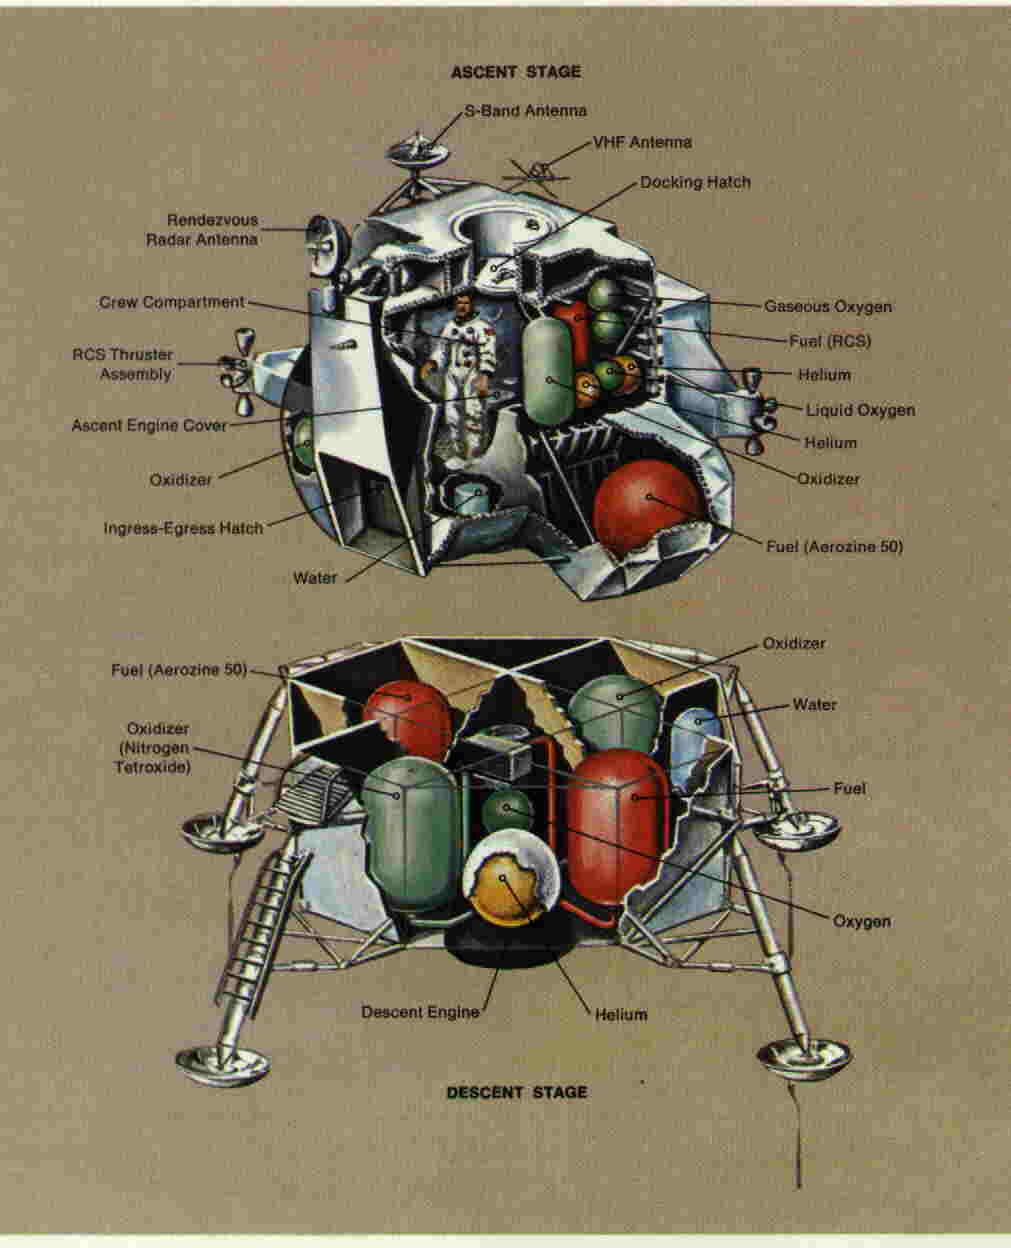 ASCENT STAGE
S-Band Antenna
VHF Antenna
Docking Hatch
Rendezvous
Radar Antenna
Crew Compartment
Gaseous Oxygen
Fuel (RCS)
RCS Thruster
Assembly
Helium
Liquid Oxygen
Ascent Engine Cover
Helium
Oxidizer
Oxidizer
Ingress-Egress Hatch
Fuel (Aerozine 50)
Water
Oxidizer
Fuel (Aerozine 50)
Water
Oxidizer
(Nitrogen
Tetroxide)
Fuel
Oxygen
Descent Engine
Helium
DESCENT STAGE